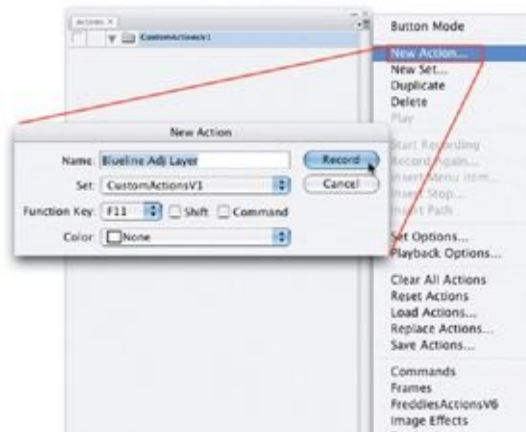 Actions ×
CustomActionsV1
Button Mode
New Action...
New Set...
Duplicate
Delete
Play
Start Recording
Record Again...
Insert Menu Item...
Insert Stop...
Insert Path
Set Options...
Playback Options...
Clear All Actions
Reset Actions
Load Actions...
Replace Actions...
Save Actions...
Commands
Frames
FreddiesActionsV6
Image Effects
New Action
Name: Blueline Adj Layer
Record
Set: CustomActionsV1
Cancel
Function Key: F11 Shift Command
Color: None